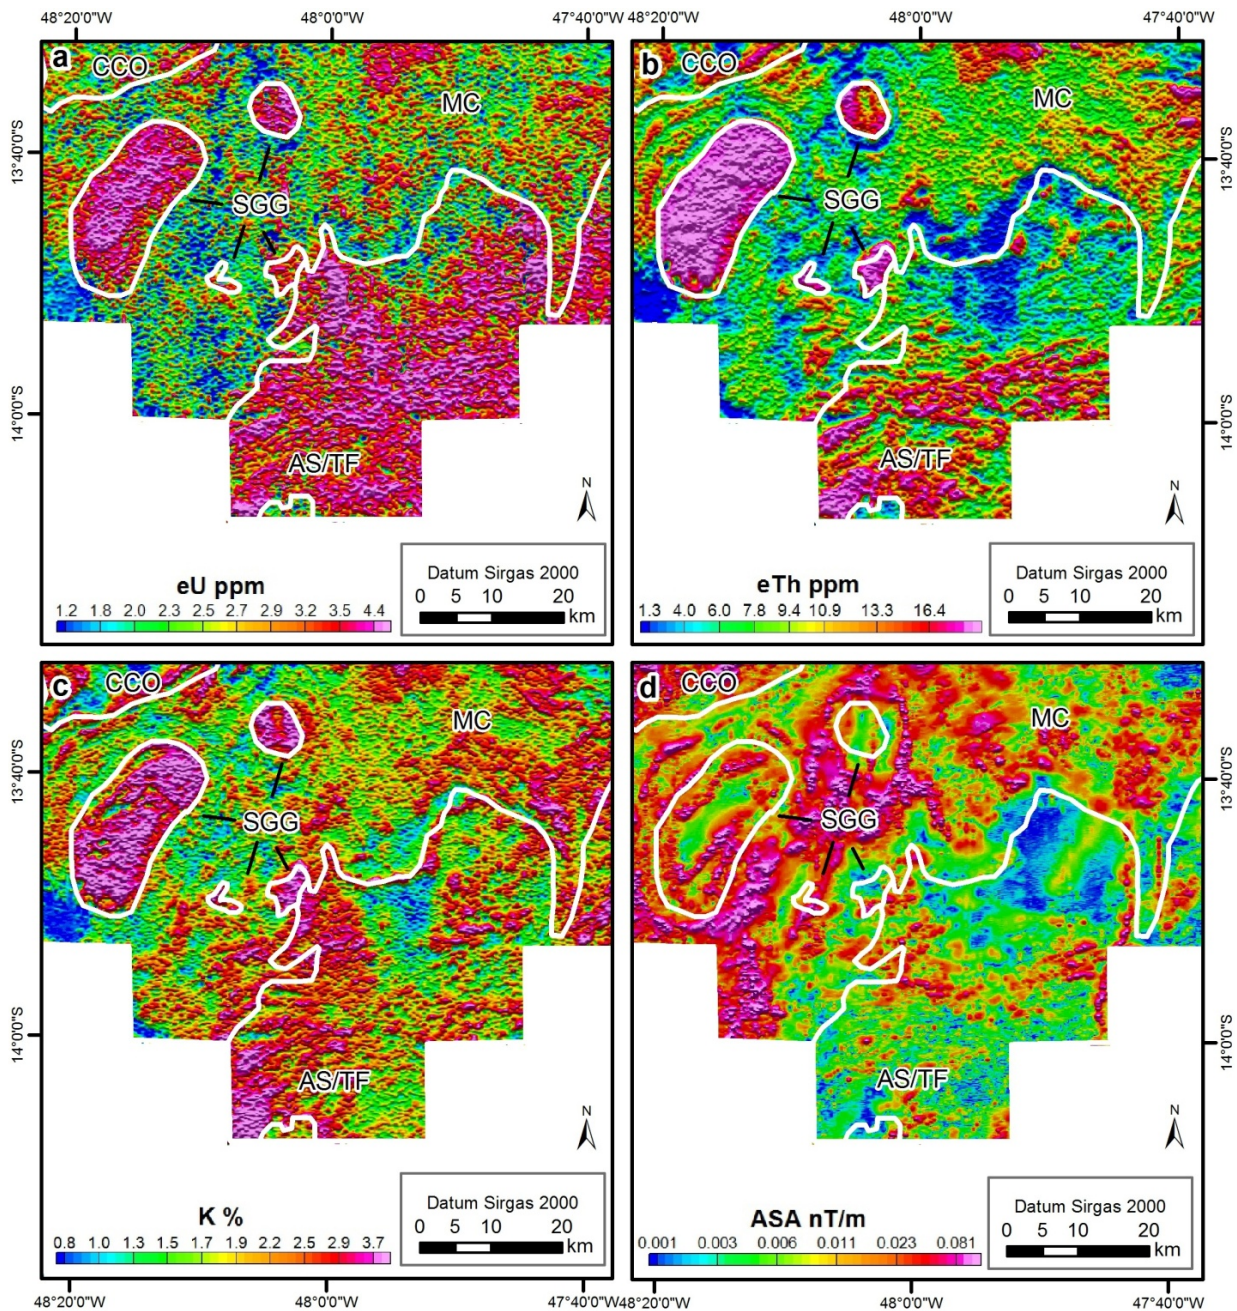 48°20'0"W 48°0'0"W 47°40'0"W 48°20'0"W 48°0'0"W 47°40'0"W
a
CCO
MC
SGG
AS/TF
13°40'0"S
14°0'0"S
N
eU ppm
1.2 1.8 2.0 2.3 2.5 2.7 2.9 3.2 3.5 4.4
Datum Sirgas 2000
0 5 10 20
km
b
CCO
MC
SGG
AS/TF
13°40'0"S
14°0'0"S
N
eTh ppm
1.3 4.0 6.0 7.8 9.4 10.9 13.3 16.4
Datum Sirgas 2000
0 5 10 20
km
c
CCO
MC
SGG
AS/TF
13°40'0"S
14°0'0"S
N
K %
0.8 1.0 1.3 1.5 1.7 1.9 2.2 2.5 2.9 3.7
Datum Sirgas 2000
0 5 10 20
km
d
CCO
MC
SGG
AS/TF
13°40'0"S
14°0'0"S
N
ASA nT/m
0.001 0.003 0.006 0.011 0.023 0.081
Datum Sirgas 2000
0 5 10 20
km
48°20'0"W 48°0'0"W 47°40'0"W 48°20'0"W 48°0'0"W 47°40'0"W